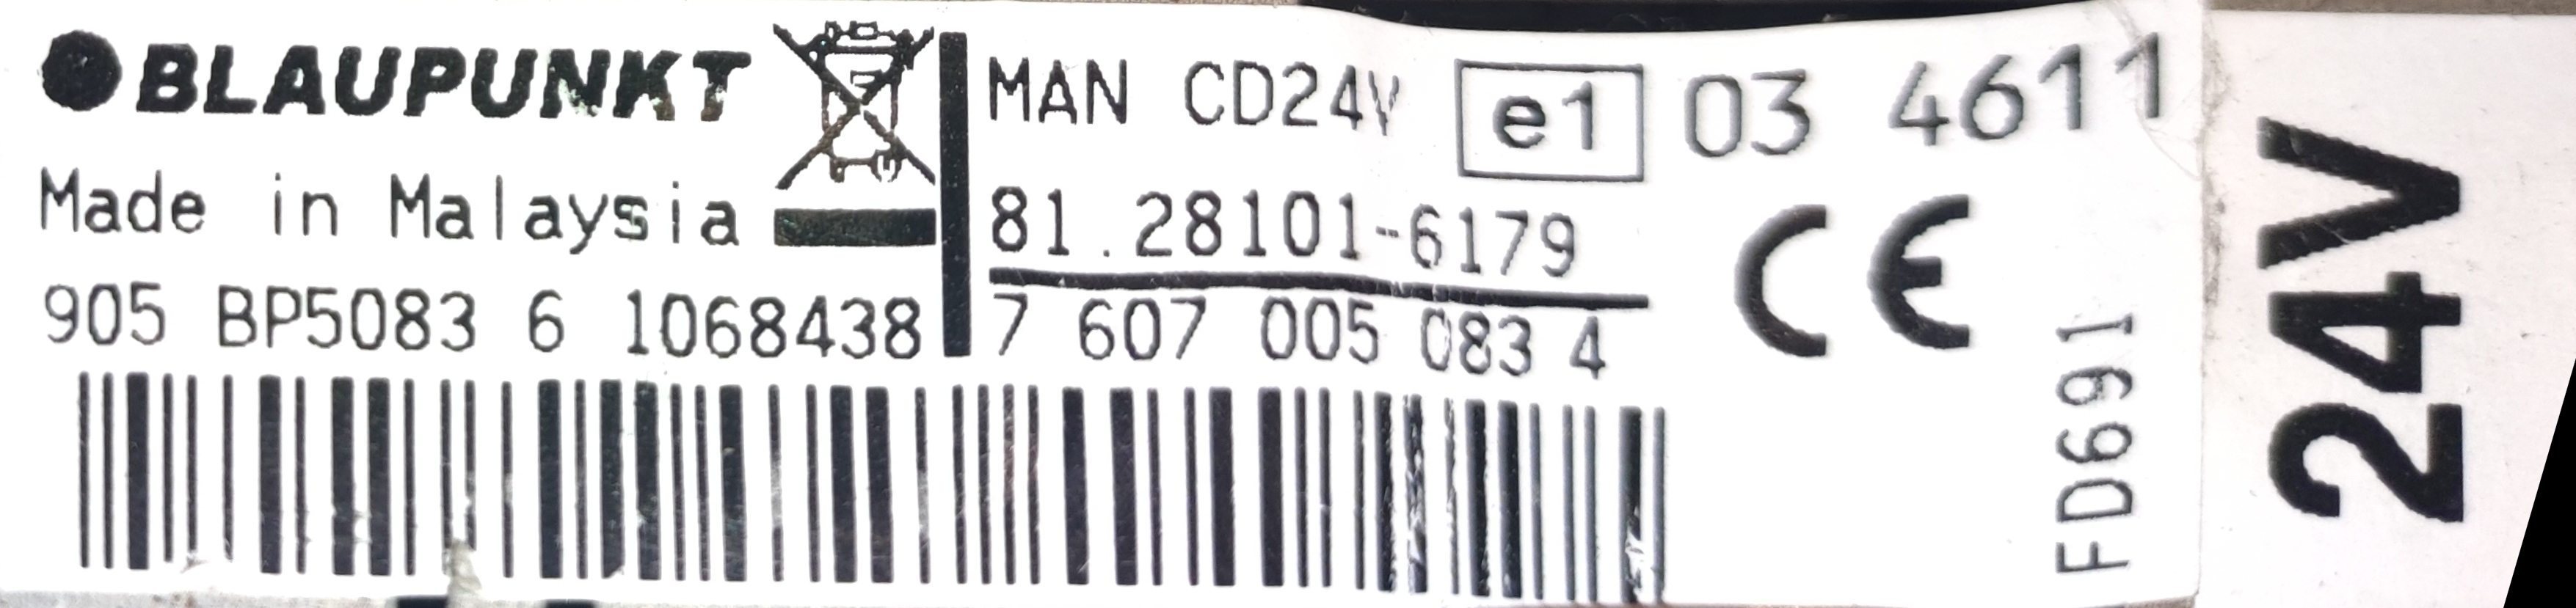 BLAUPUNKT
Made in Malaysia
905 BP5083 6 1068438
MAN CD24V e1 03 4611
81.28101-6179
7 607 005 083 4
CE
FD691
24V